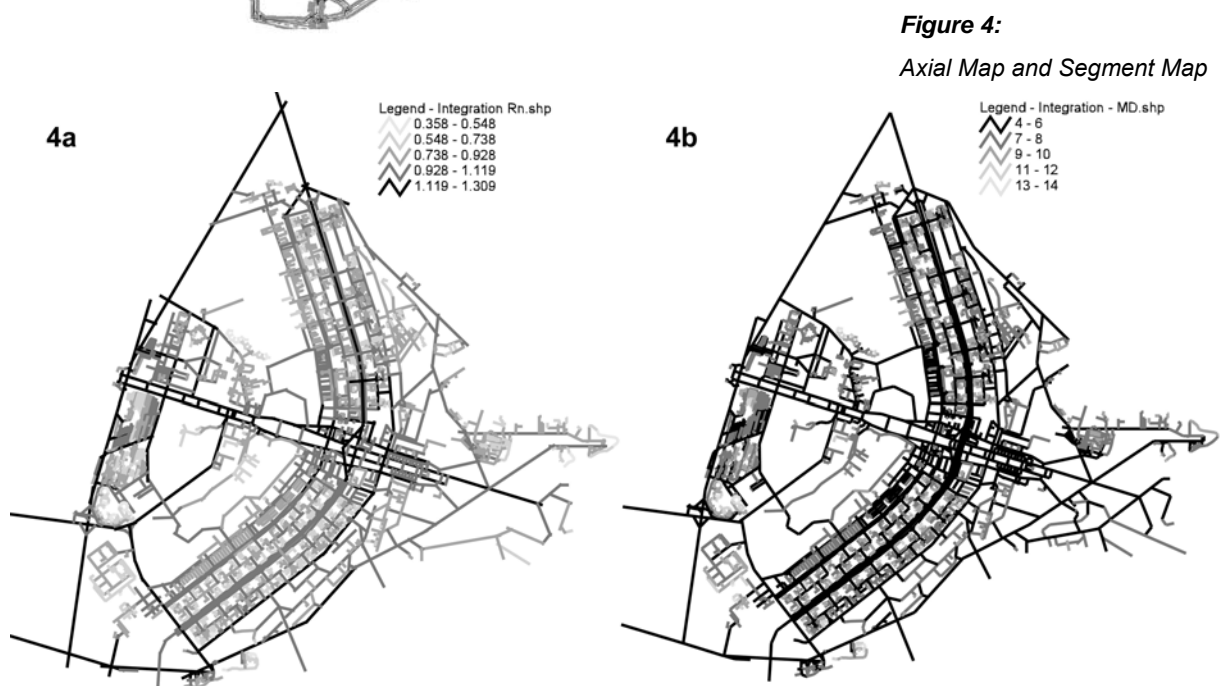 Figure 4:
Axial Map and Segment Map
4a
Legend - Integration Rn.shp
0.358 - 0.548
0.548 - 0.738
0.738 - 0.928
0.928 - 1.119
1.119 - 1.309
4b
Legend - Integration - MD.shp
4 - 6
7 - 8
9 - 10
11 - 12
13 - 14